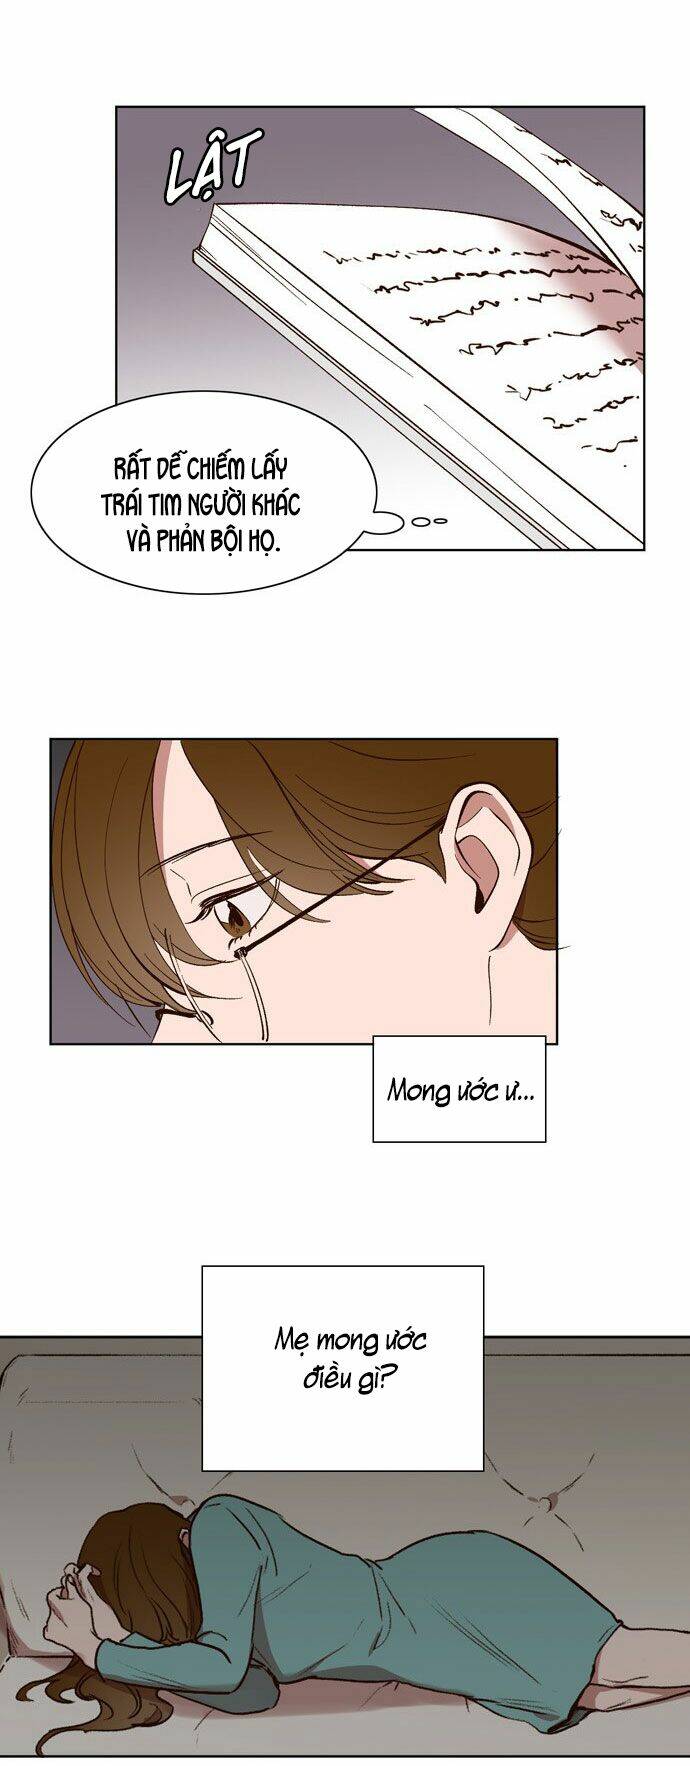 LẬT
RẤT DỄ CHIẾM LẤY
TRÁI TIM NGƯỜI KHÁC
VÀ PHẢN BỘI HỌ.
Mong ước ư...
Mẹ mong ước
điều gì?